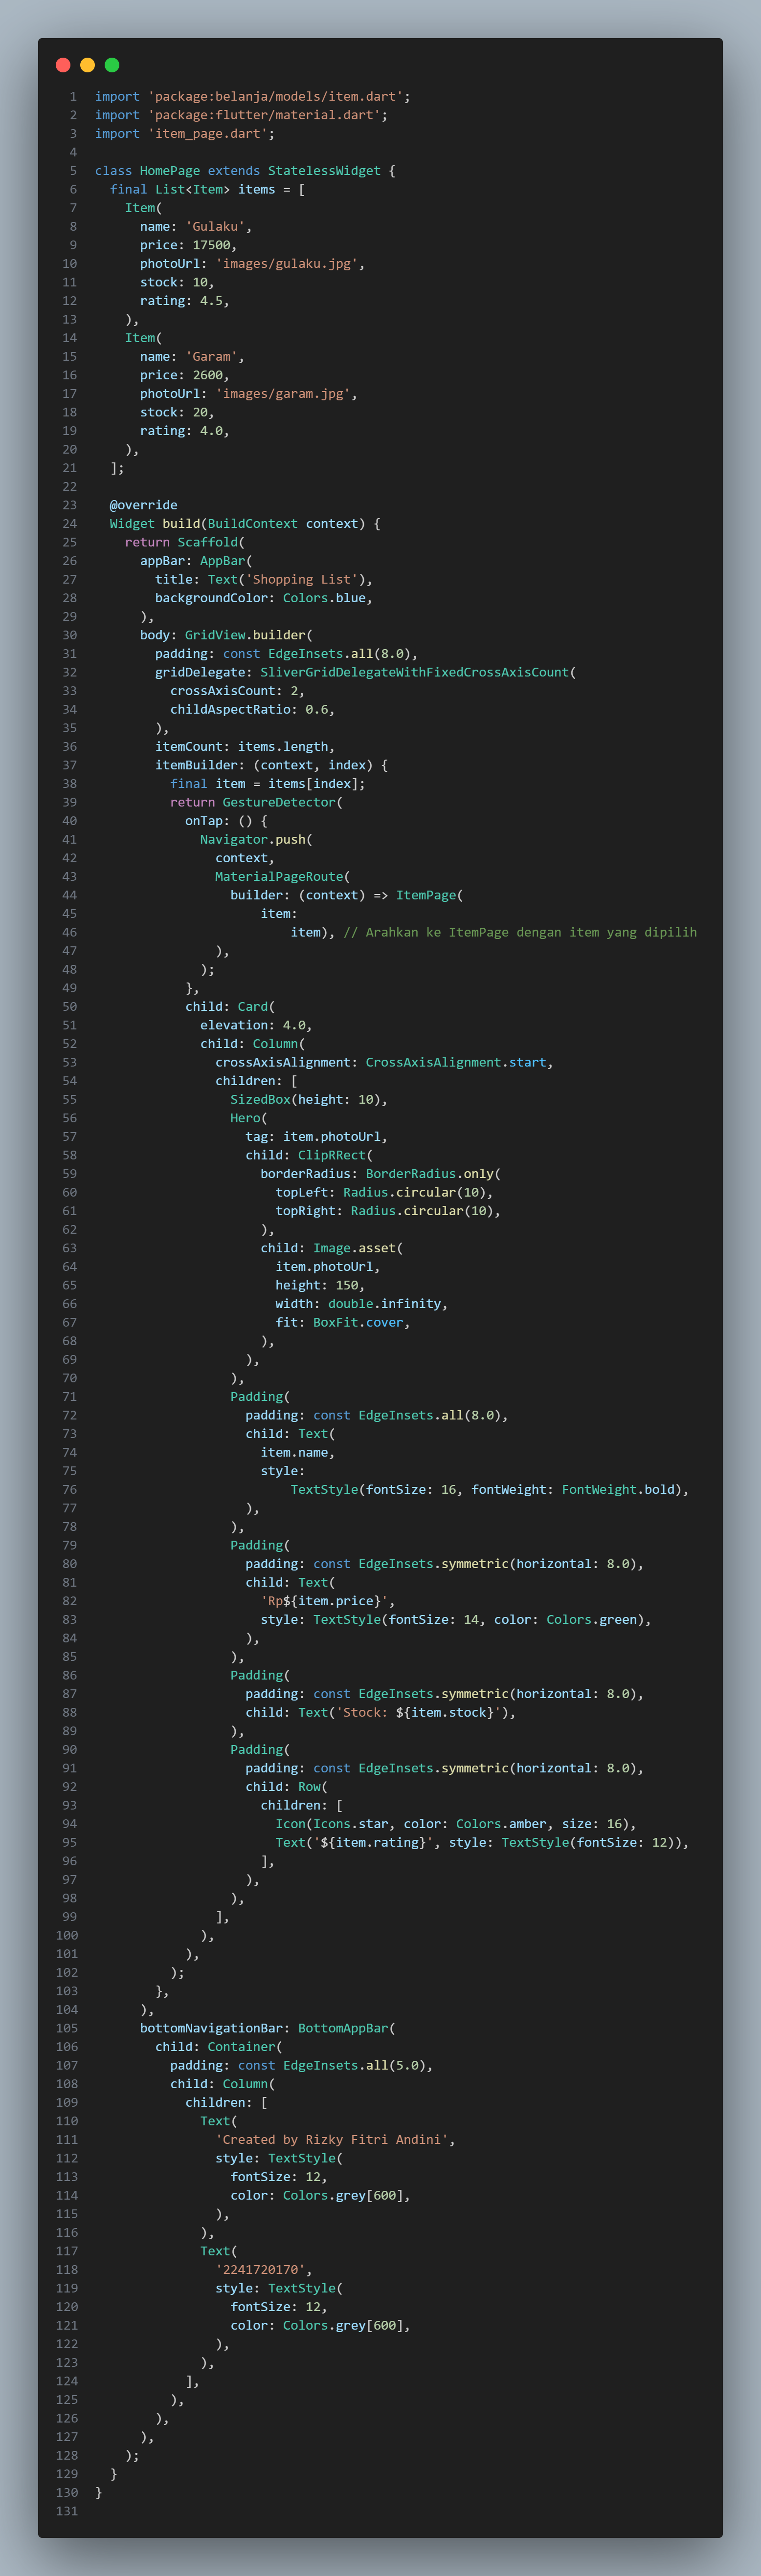 1 import 'package:belanja/models/item.dart';
2 import 'package:flutter/material.dart';
3 import 'item_page.dart';
4
5 class HomePage extends StatelessWidget {
6   final List<Item> items = [
7     Item(
8       name: 'Gulaku',
9       price: 17500,
10       photoUrl: 'images/gulaku.jpg',
11       stock: 10,
12       rating: 4.5,
13     ),
14     Item(
15       name: 'Garam',
16       price: 2600,
17       photoUrl: 'images/garam.jpg',
18       stock: 20,
19       rating: 4.0,
20     ),
21   ];
22
23   @override
24   Widget build(BuildContext context) {
25     return Scaffold(
26       appBar: AppBar(
27         title: Text('Shopping List'),
28         backgroundColor: Colors.blue,
29       ),
30       body: GridView.builder(
31         padding: const EdgeInsets.all(8.0),
32         gridDelegate: SliverGridDelegateWithFixedCrossAxisCount(
33           crossAxisCount: 2,
34           childAspectRatio: 0.6,
35         ),
36         itemCount: items.length,
37         itemBuilder: (context, index) {
38           final item = items[index];
39           return GestureDetector(
40             onTap: () {
41               Navigator.push(
42                 context,
43                 MaterialPageRoute(
44                   builder: (context) => ItemPage(
45                       item:
46                           item), // Arahkan ke ItemPage dengan item yang dipilih
47                 ),
48               );
49             },
50             child: Card(
51               elevation: 4.0,
52               child: Column(
53                 crossAxisAlignment: CrossAxisAlignment.start,
54                 children: [
55                   SizedBox(height: 10),
56                   Hero(
57                     tag: item.photoUrl,
58                     child: ClipRRect(
59                       borderRadius: BorderRadius.only(
60                         topLeft: Radius.circular(10),
61                         topRight: Radius.circular(10),
62                       ),
63                       child: Image.asset(
64                         item.photoUrl,
65                         height: 150,
66                         width: double.infinity,
67                         fit: BoxFit.cover,
68                       ),
69                     ),
70                   ),
71                   Padding(
72                     padding: const EdgeInsets.all(8.0),
73                     child: Text(
74                       item.name,
75                       style:
76                           TextStyle(fontSize: 16, fontWeight: FontWeight.bold),
77                     ),
78                   ),
79                   Padding(
80                     padding: const EdgeInsets.symmetric(horizontal: 8.0),
81                     child: Text(
82                       'Rp${item.price}',
83                       style: TextStyle(fontSize: 14, color: Colors.green),
84                     ),
85                   ),
86                   Padding(
87                     padding: const EdgeInsets.symmetric(horizontal: 8.0),
88                     child: Text('Stock: ${item.stock}'),
89                   ),
90                   Padding(
91                     padding: const EdgeInsets.symmetric(horizontal: 8.0),
92                     child: Row(
93                       children: [
94                         Icon(Icons.star, color: Colors.amber, size: 16),
95                         Text('${item.rating}', style: TextStyle(fontSize: 12)),
96                       ],
97                     ),
98                   ),
99                 ],
100               ),
101             ),
102           );
103         },
104       ),
105       bottomNavigationBar: BottomAppBar(
106         child: Container(
107           padding: const EdgeInsets.all(5.0),
108           child: Column(
109             children: [
110               Text(
111                 'Created by Rizky Fitri Andini',
112                 style: TextStyle(
113                   fontSize: 12,
114                   color: Colors.grey[600],
115                 ),
116               ),
117               Text(
118                 '2241720170',
119                 style: TextStyle(
120                   fontSize: 12,
121                   color: Colors.grey[600],
122                 ),
123               ),
124             ],
125           ),
126         ),
127       ),
128     );
129   }
130 }
131